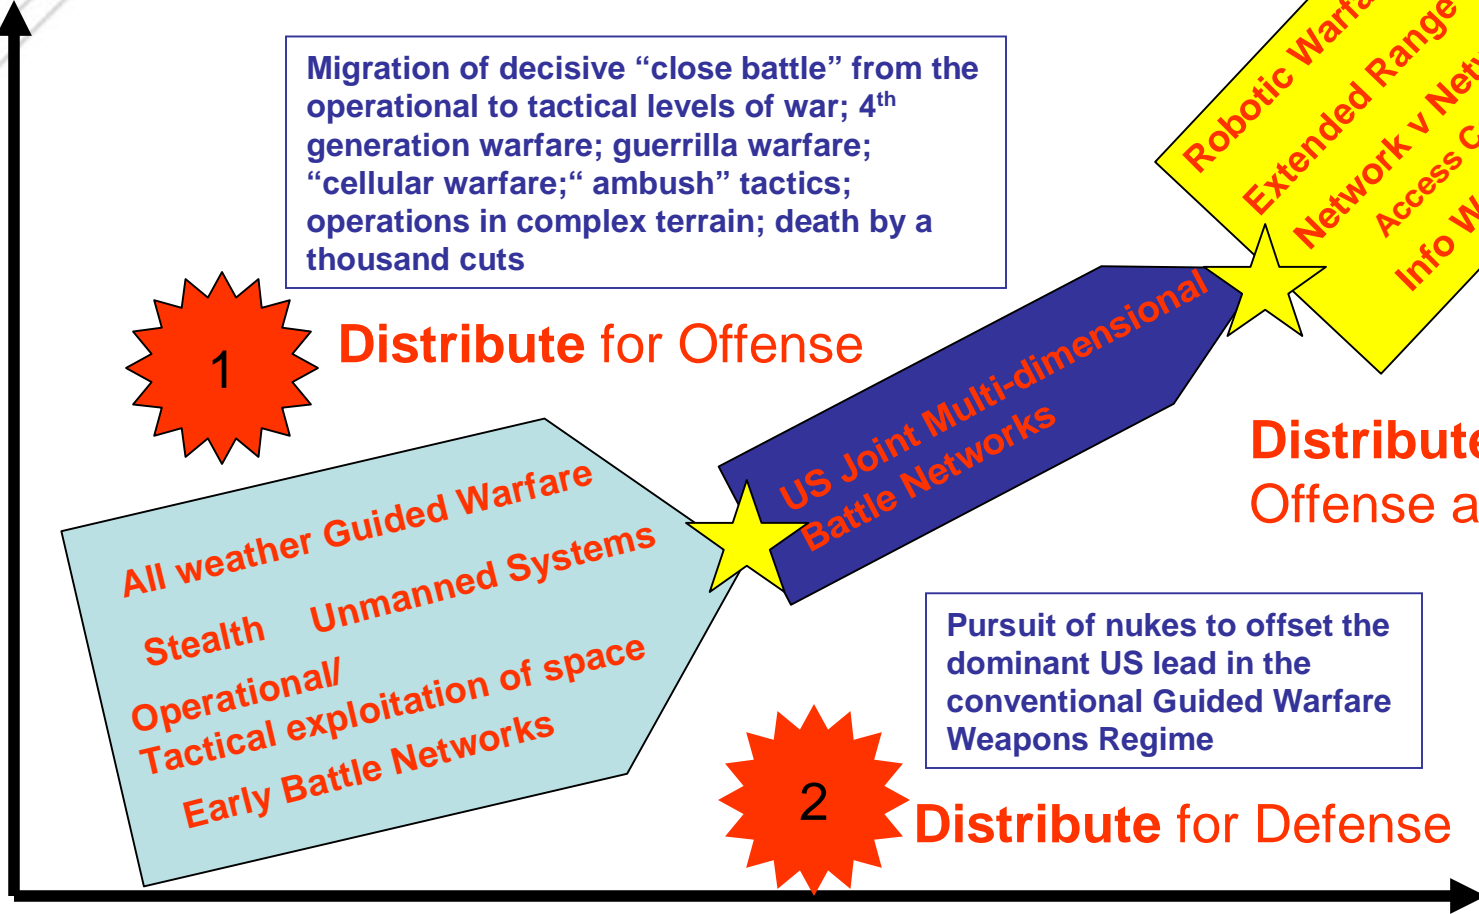 Migration of decisive “close battle” from the
operational to tactical levels of war; 4th
generation warfare; guerrilla warfare;
“cellular warfare;“ ambush” tactics;
operations in complex terrain; death by a
thousand cuts
1
Distribute for Offense
All weather Guided Warfare
Stealth Unmanned Systems
Operational/
Tactical exploitation of space
Early Battle Networks
US Joint Multi-dimensional
Battle Networks
Robotic
Extended Range
Network v
Access
Info
Offense
Pursuit of nukes to offset the
dominant US lead in the
conventional Guided Warfare
Weapons Regime
2
Distribute for Defense